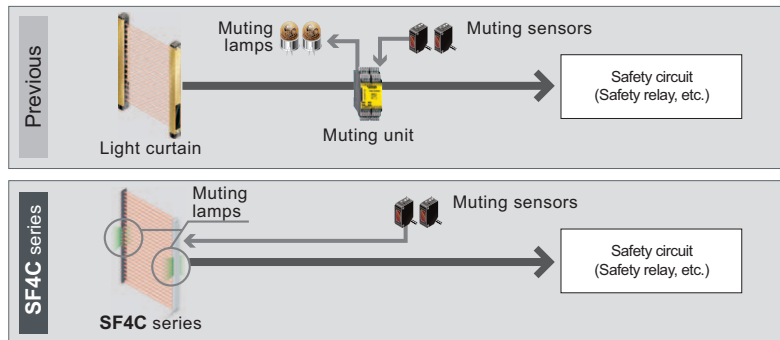 Previous
Muting
lamps
Muting sensors
Safety circuit
(Safety relay, etc.)
Muting unit
Light curtain
SF4C series
Muting
lamps
Muting sensors
Safety circuit
(Safety relay, etc.)
SF4C series